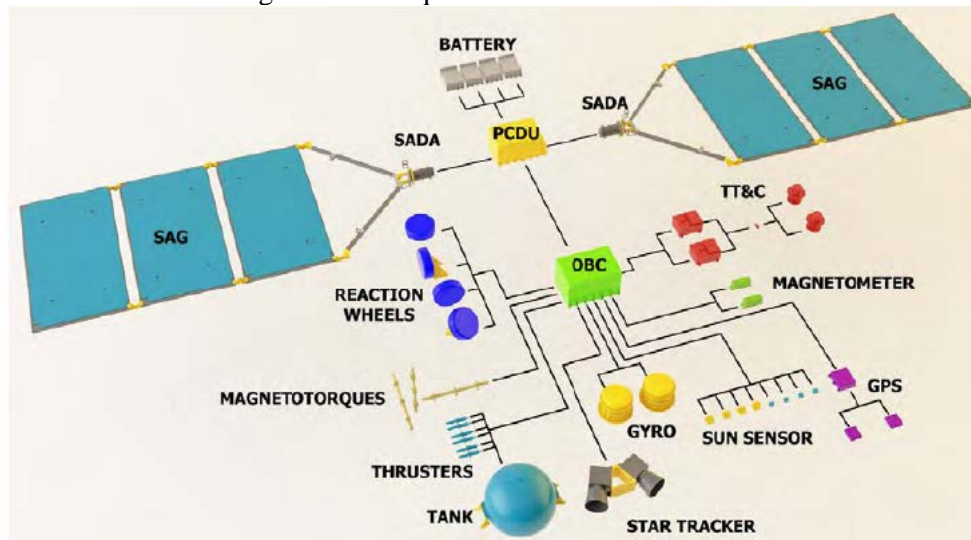 BATTERY
SAG
SADA
PCDU
SADA
TT&C
SAG
OBC
MAGNETOMETER
REACTION
WHEELS
MAGNETOTORQUES
GPS
GYRO
SUN SENSOR
THRUSTERS
TANK
STAR TRACKER